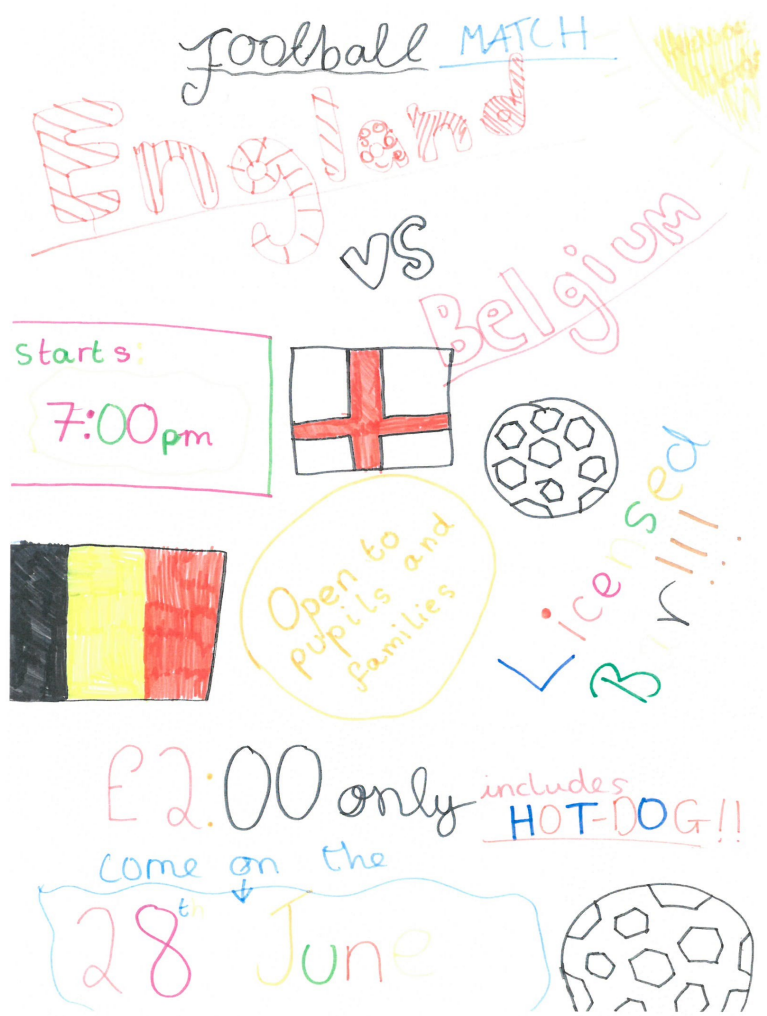 football MATCH
England
vs
Belgium
starts:
7:00pm
Open to
pupils and
families
Licensed
Bar!!!
£2:00 only includes
HOT-DOG!!
come on the
28th June